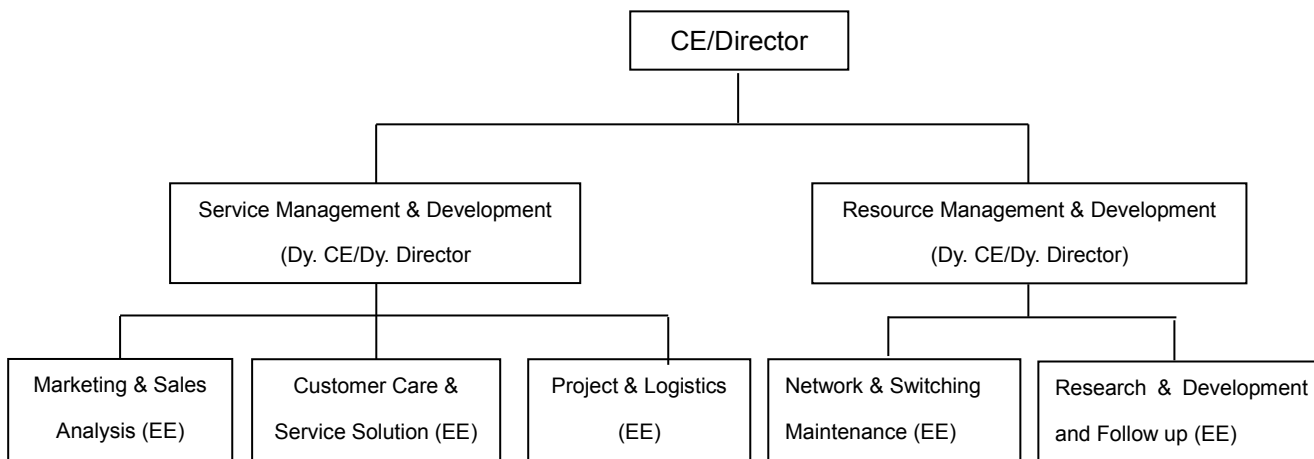 CE/Director
Service Management & Development
(Dy. CE/Dy. Director
Resource Management & Development
(Dy. CE/Dy. Director)
Marketing & Sales
Analysis (EE)
Customer Care &
Service Solution (EE)
Project & Logistics
(EE)
Network & Switching
Maintenance (EE)
Research & Development
and Follow up (EE)